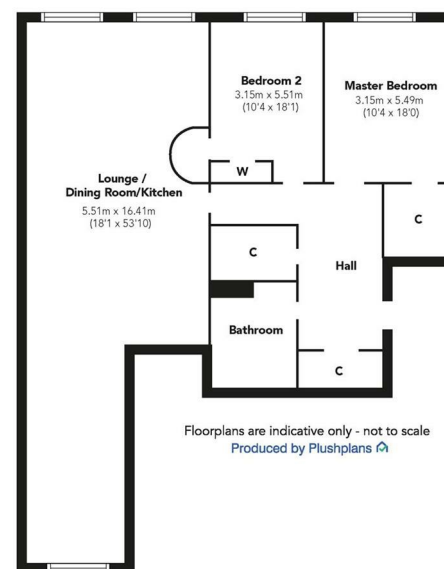 Bedroom 2
3.15m x 5.51m
(10'4 x 18'1)
Master Bedroom
3.15m x 5.49m
(10'4 x 18'0)
W
Lounge /
Dining Room/Kitchen
5.51m x 16.41m
(18'1 x 53'10)
C
C
Hall
Bathroom
C
Floorplans are indicative only - not to scale
Produced by Plushplans